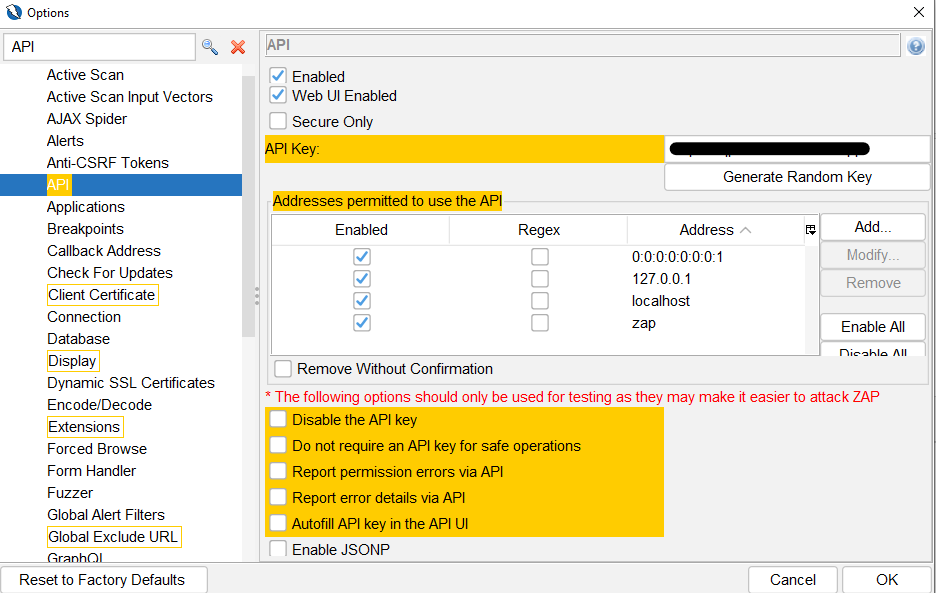 Options
API
Active Scan
Active Scan Input Vectors
AJAX Spider
Alerts
Anti-CSRF Tokens
API
Applications
Breakpoints
Callback Address
Check For Updates
Client Certificate
Connection
Database
Display
Dynamic SSL Certificates
Encode/Decode
Extensions
Forced Browse
Form Handler
Fuzzer
Global Alert Filters
Global Exclude URL
GraphQL
API
Enabled
Web UI Enabled
Secure Only
API Key:
Generate Random Key
Addresses permitted to use the API
Enabled Regex Address
0:0:0:0:0:0:0:1
127.0.0.1
localhost
zap
Add...
Modify...
Remove
Enable All
Disable All
Remove Without Confirmation
* The following options should only be used for testing as they may make it easier to attack ZAP
Disable the API key
Do not require an API key for safe operations
Report permission errors via API
Report error details via API
Autofill API key in the API UI
Enable JSONP
Reset to Factory Defaults
Cancel
OK